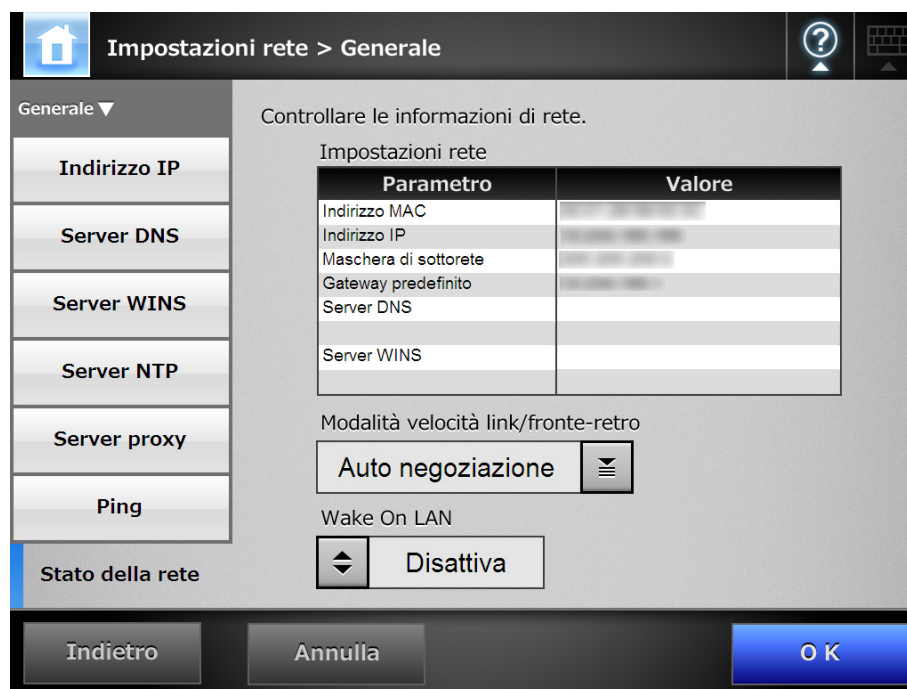 Impostazioni rete > Generale
Generale
Controllare le informazioni di rete.
Indirizzo IP
Server DNS
Server WINS
Server NTP
Server proxy
Ping
Stato della rete
Impostazioni rete
Parametro Valore
Indirizzo MAC
Indirizzo IP
Maschera di sottorete
Gateway predefinito
Server DNS
Server WINS
Modalità velocità link/fronte-retro
Auto negoziazione
Wake On LAN
Disattiva
Indietro
Annulla
OK